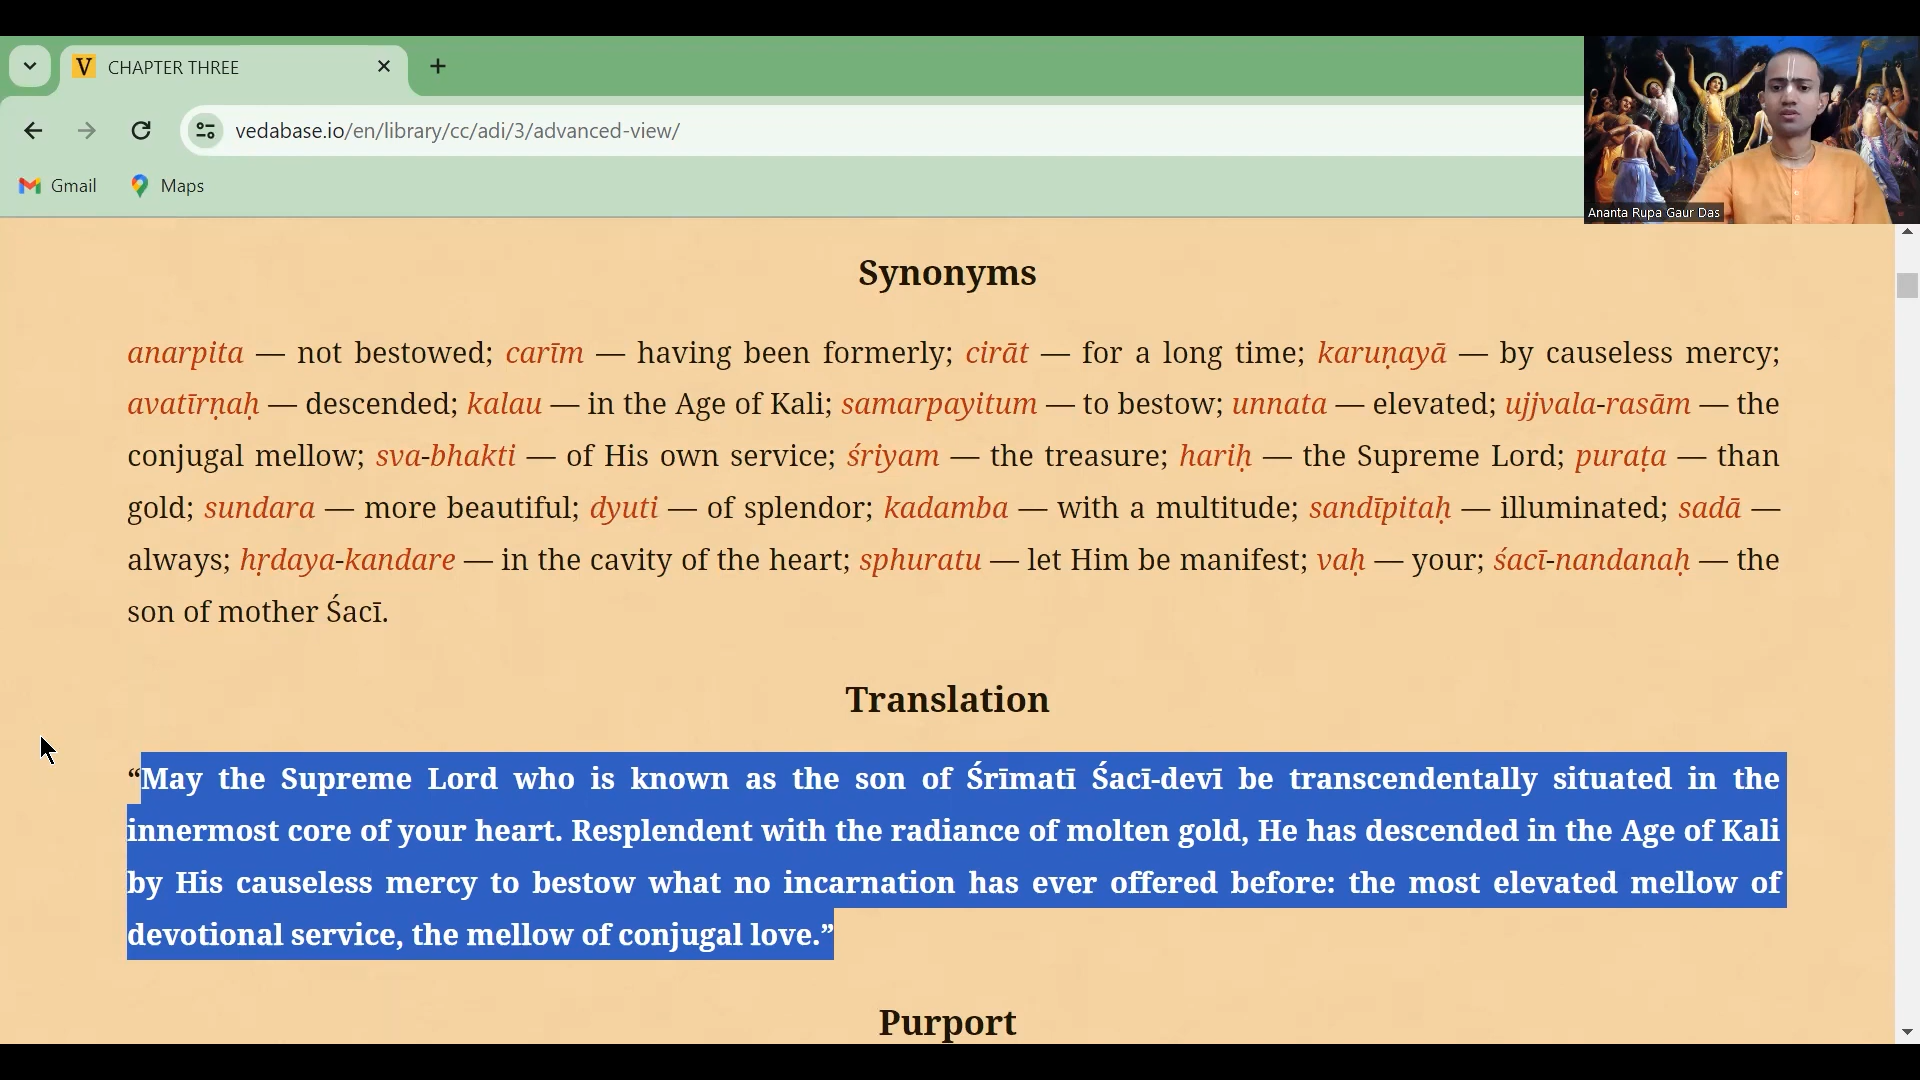 CHAPTER THREE
vedabase.io/en/library/cc/adi/3/advanced-view/
Gmail Maps
Ananta Rupa Gaur Das
Synonyms
anarpita — not bestowed; carīm — having been formerly; cirāt — for a long time; karuṇayā — by causeless mercy;
avatīrṇaḥ — descended; kalau — in the Age of Kali; samarpayitum — to bestow; unnata — elevated; ujjvala-rasām — the
conjugal mellow; sva-bhakti — of His own service; śriyam — the treasure; hariḥ — the Supreme Lord; puraṭa — than
gold; sundara — more beautiful; dyuti — of splendor; kadamba — with a multitude; sandīpitaḥ — illuminated; sadā —
always; hṛdaya-kandare — in the cavity of the heart; sphuratu — let Him be manifest; vaḥ — your; śacī-nandanaḥ — the
son of mother Śacī.
Translation
“May the Supreme Lord who is known as the son of Śrīmatī Śacī-devī be transcendentally situated in the
innermost core of your heart. Resplendent with the radiance of molten gold, He has descended in the Age of Kali
by His causeless mercy to bestow what no incarnation has ever offered before: the most elevated mellow of
devotional service, the mellow of conjugal love.”
Purport